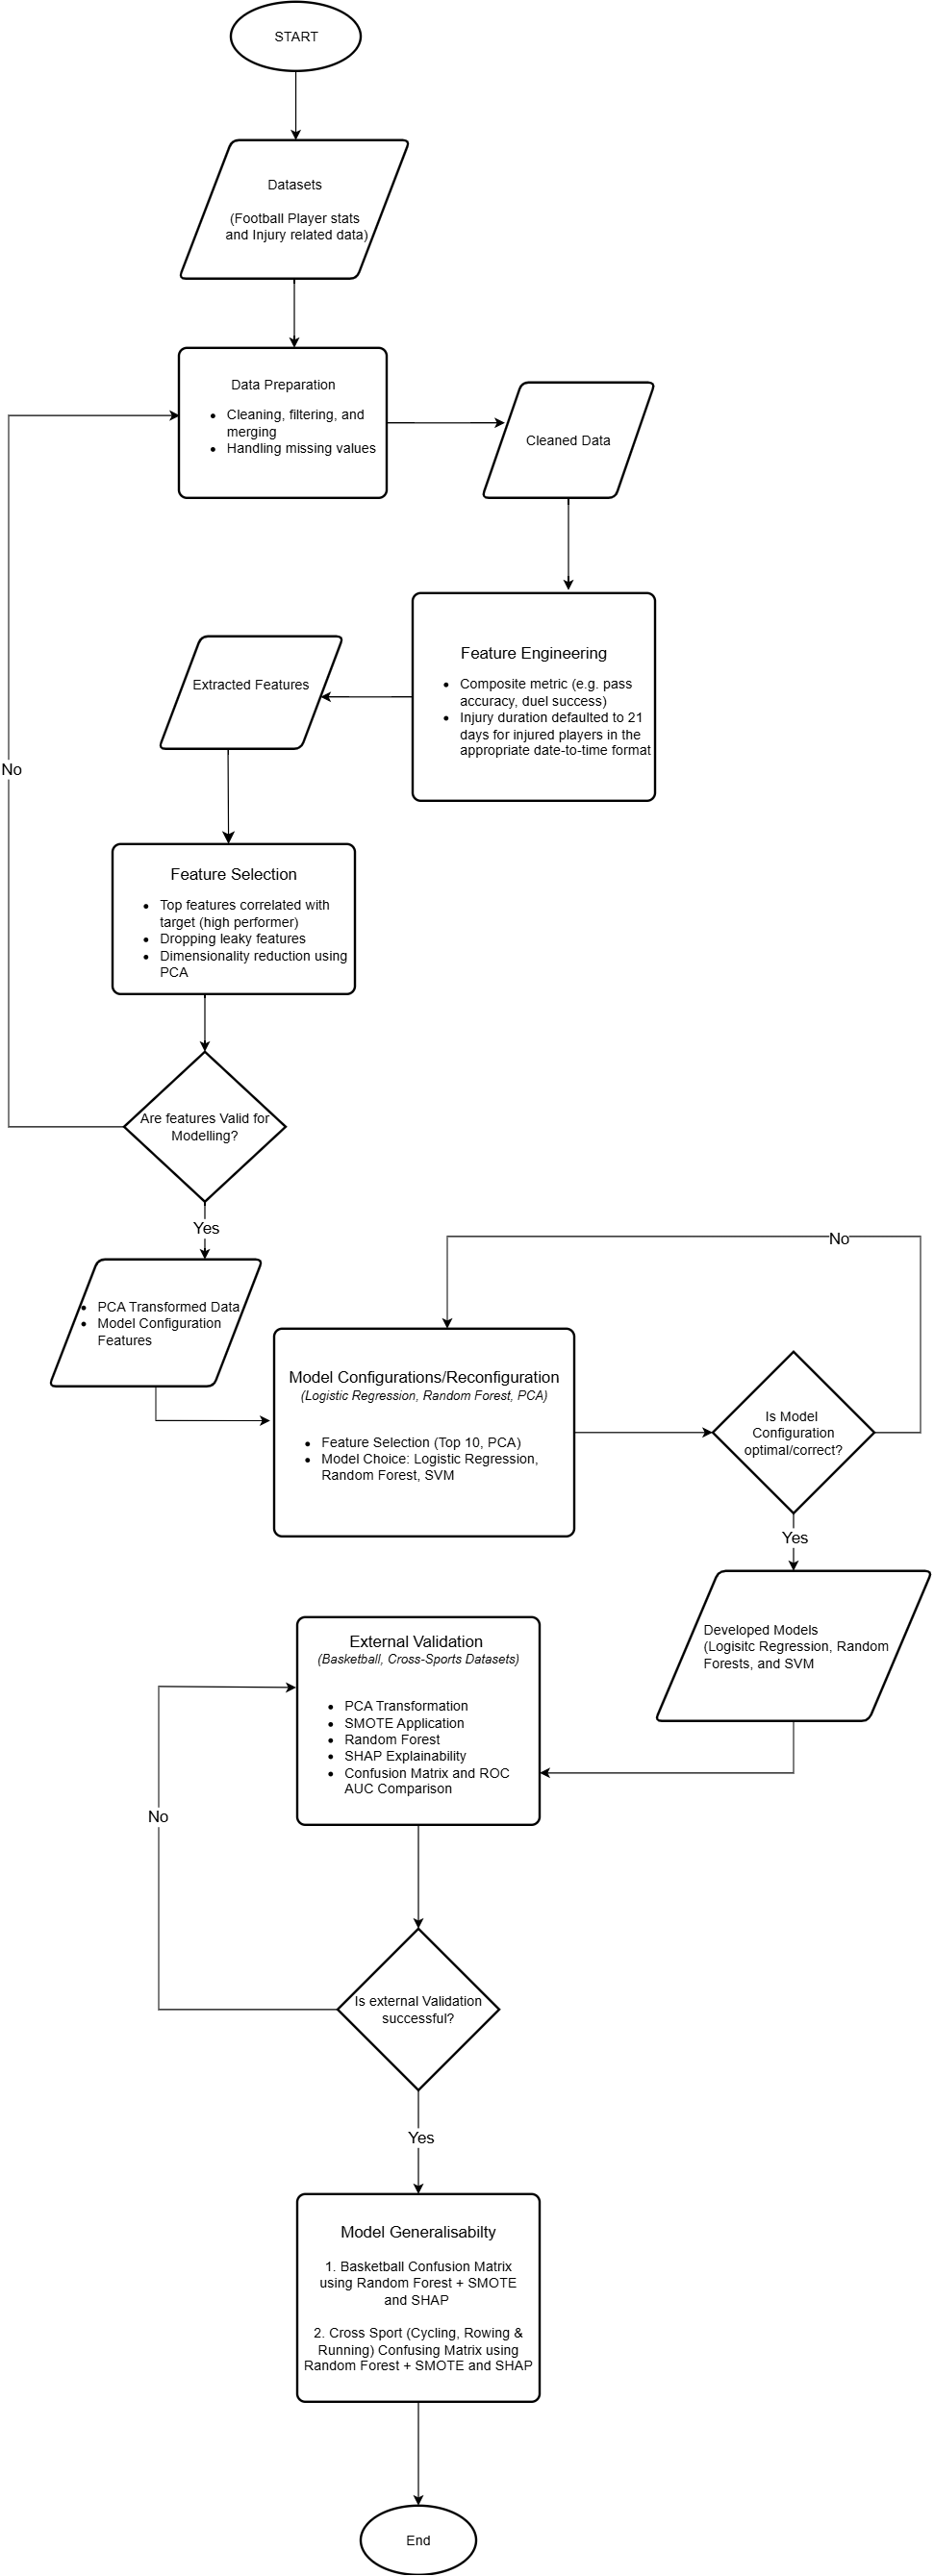 START
Datasets
(Football Player stats
and Injury related data)
Data Preparation
• Cleaning, filtering, and
merging
• Handling missing values
Cleaned Data
Feature Engineering
• Composite metric (e.g. pass
accuracy, duel success)
• Injury duration defaulted to 21
days for injured players in the
appropriate date-to-time format
Extracted Features
No
Feature Selection
• Top features correlated with
target (high performer)
• Dropping leaky features
• Dimensionality reduction using
PCA
Are features Valid for
Modelling?
Yes
• PCA Transformed Data
• Model Configuration
Features
No
Model Configurations/Reconfiguration
(Logistic Regression, Random Forest, PCA)
• Feature Selection (Top 10, PCA)
• Model Choice: Logistic Regression,
Random Forest, SVM
Is Model
Configuration
optimal/correct?
Yes
Developed Models
(Logisitc Regression, Random
Forests, and SVM
External Validation
(Basketball, Cross-Sports Datasets)
• PCA Transformation
• SMOTE Application
• Random Forest
• SHAP Explainability
• Confusion Matrix and ROC
AUC Comparison
No
Is external Validation
successful?
Yes
Model Generalisabilty
1. Basketball Confusion Matrix
using Random Forest + SMOTE
and SHAP
2. Cross Sport (Cycling, Rowing &
Running) Confusing Matrix using
Random Forest + SMOTE and SHAP
End